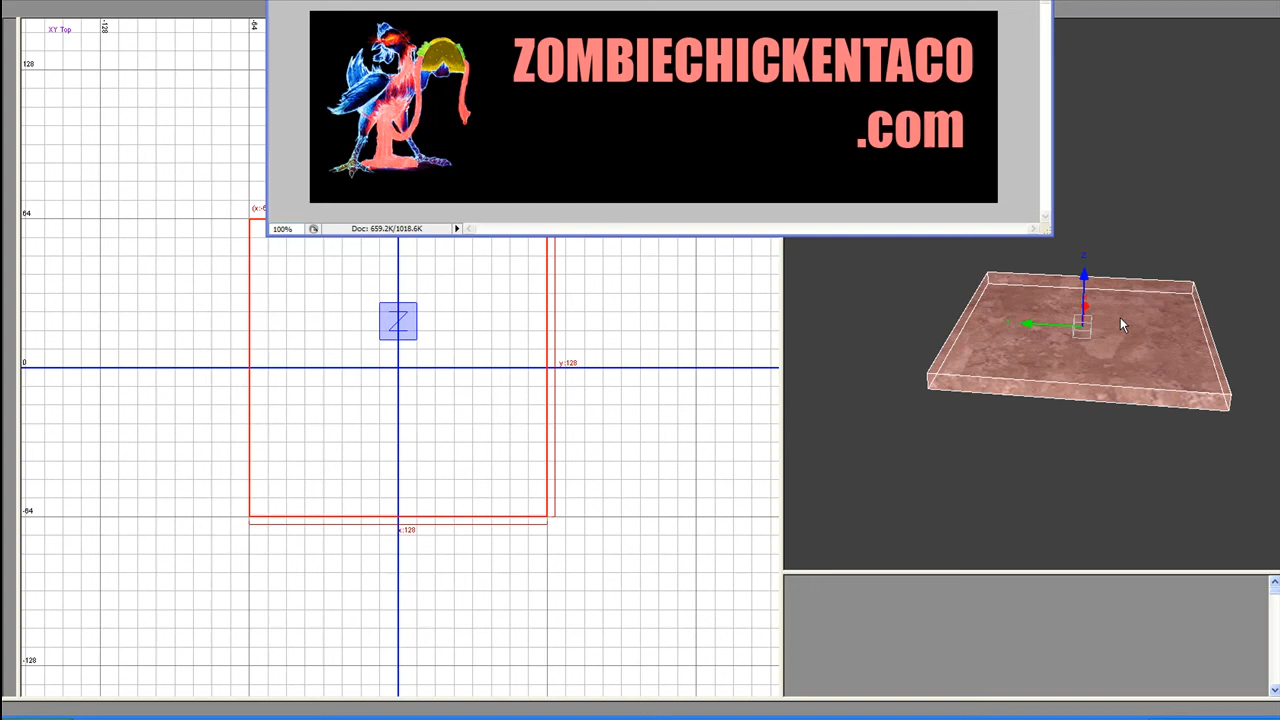 XY Top
-128
-64
128
ZOMBIECHICKENTACO
.com
64
100%
Doc: 659.2K/1018.6K
Z
Z
0
y:128
-64
x:128
-128